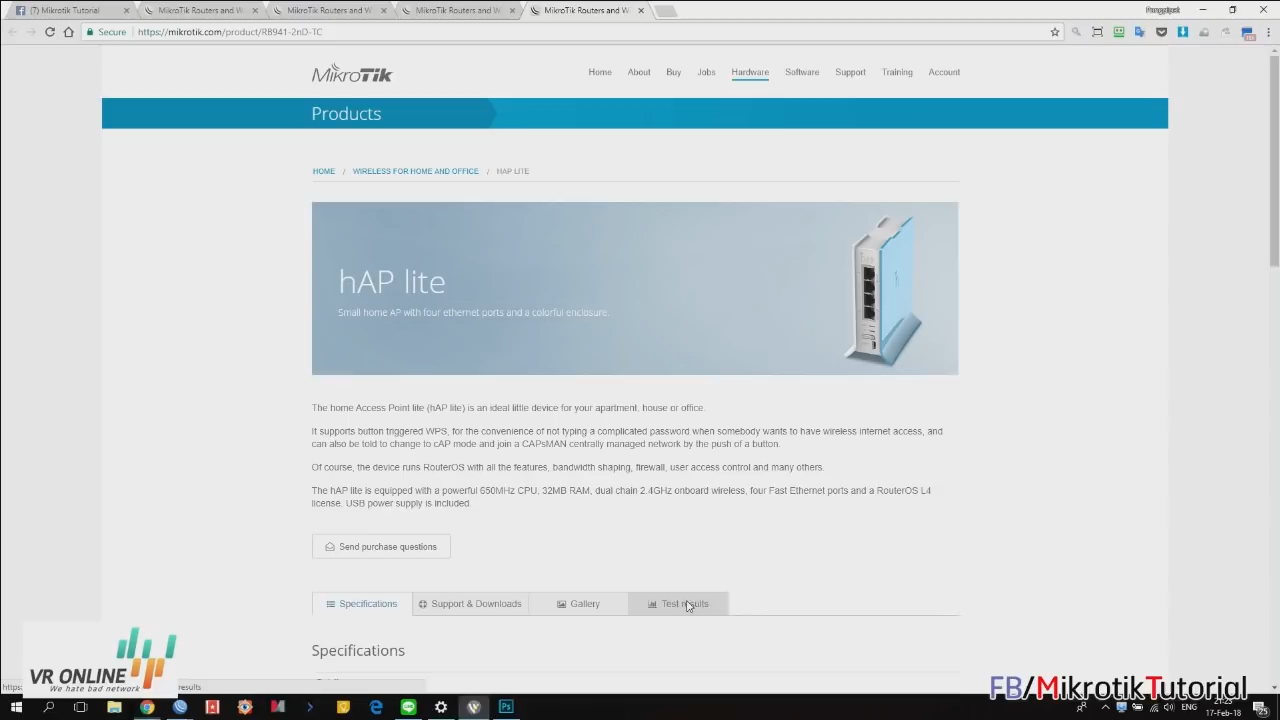 (7) Mikrotik Tutorial
MikroTik Routers and W
MikroTik Routers and W
MikroTik Routers and W
MikroTik Routers and W
Secure
https://mikrotik.com/product/RB941-2nD-TC
MikroTik
Home
About
Buy
Jobs
Hardware
Software
Support
Training
Account
Products
HOME / WIRELESS FOR HOME AND OFFICE / HAP LITE
hAP lite
Small home AP with four ethernet ports and a colorful enclosure.
The home Access Point lite (hAP lite) is an ideal little device for your apartment, house or office.
It supports button triggered WPS, for the convenience of not typing a complicated password when somebody wants to have wireless internet access, and
can also be told to change to cAP mode and join a CAPsMAN centrally managed network by the push of a button.
Of course, the device runs RouterOS with all the features, bandwidth shaping, firewall, user access control and many others.
The hAP lite is equipped with a powerful 650MHz CPU, 32MB RAM, dual chain 2.4GHz onboard wireless, four Fast Ethernet ports and a RouterOS L4
license. USB power supply is included.
Send purchase questions
Specifications
Support & Downloads
Gallery
Test results
Specifications
VR ONLINE
We hate bad network
https
results
FB/MikrotikTutorial
17-Feb-18